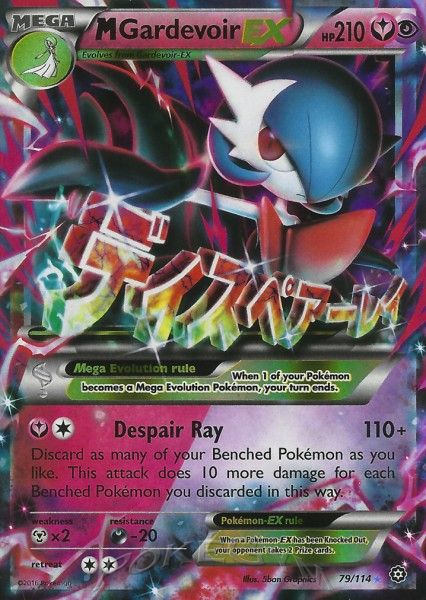 MEGA
M Gardevoir EX HP210
Evolves from Gardevoir-EX
ディスペアーレイ
Mega Evolution rule
When 1 of your Pokémon
becomes a Mega Evolution Pokémon, your turn ends.
Despair Ray 110+
Discard as many of your Benched Pokémon as you
like. This attack does 10 more damage for each
Benched Pokémon you discarded in this way.
weakness resistance
×2 -20
Pokémon-EX rule
When a Pokémon-EX has been Knocked Out,
your opponent takes 2 Prize cards.
retreat
©2016 Pokémon
Illus. 5ban Graphics
79/114